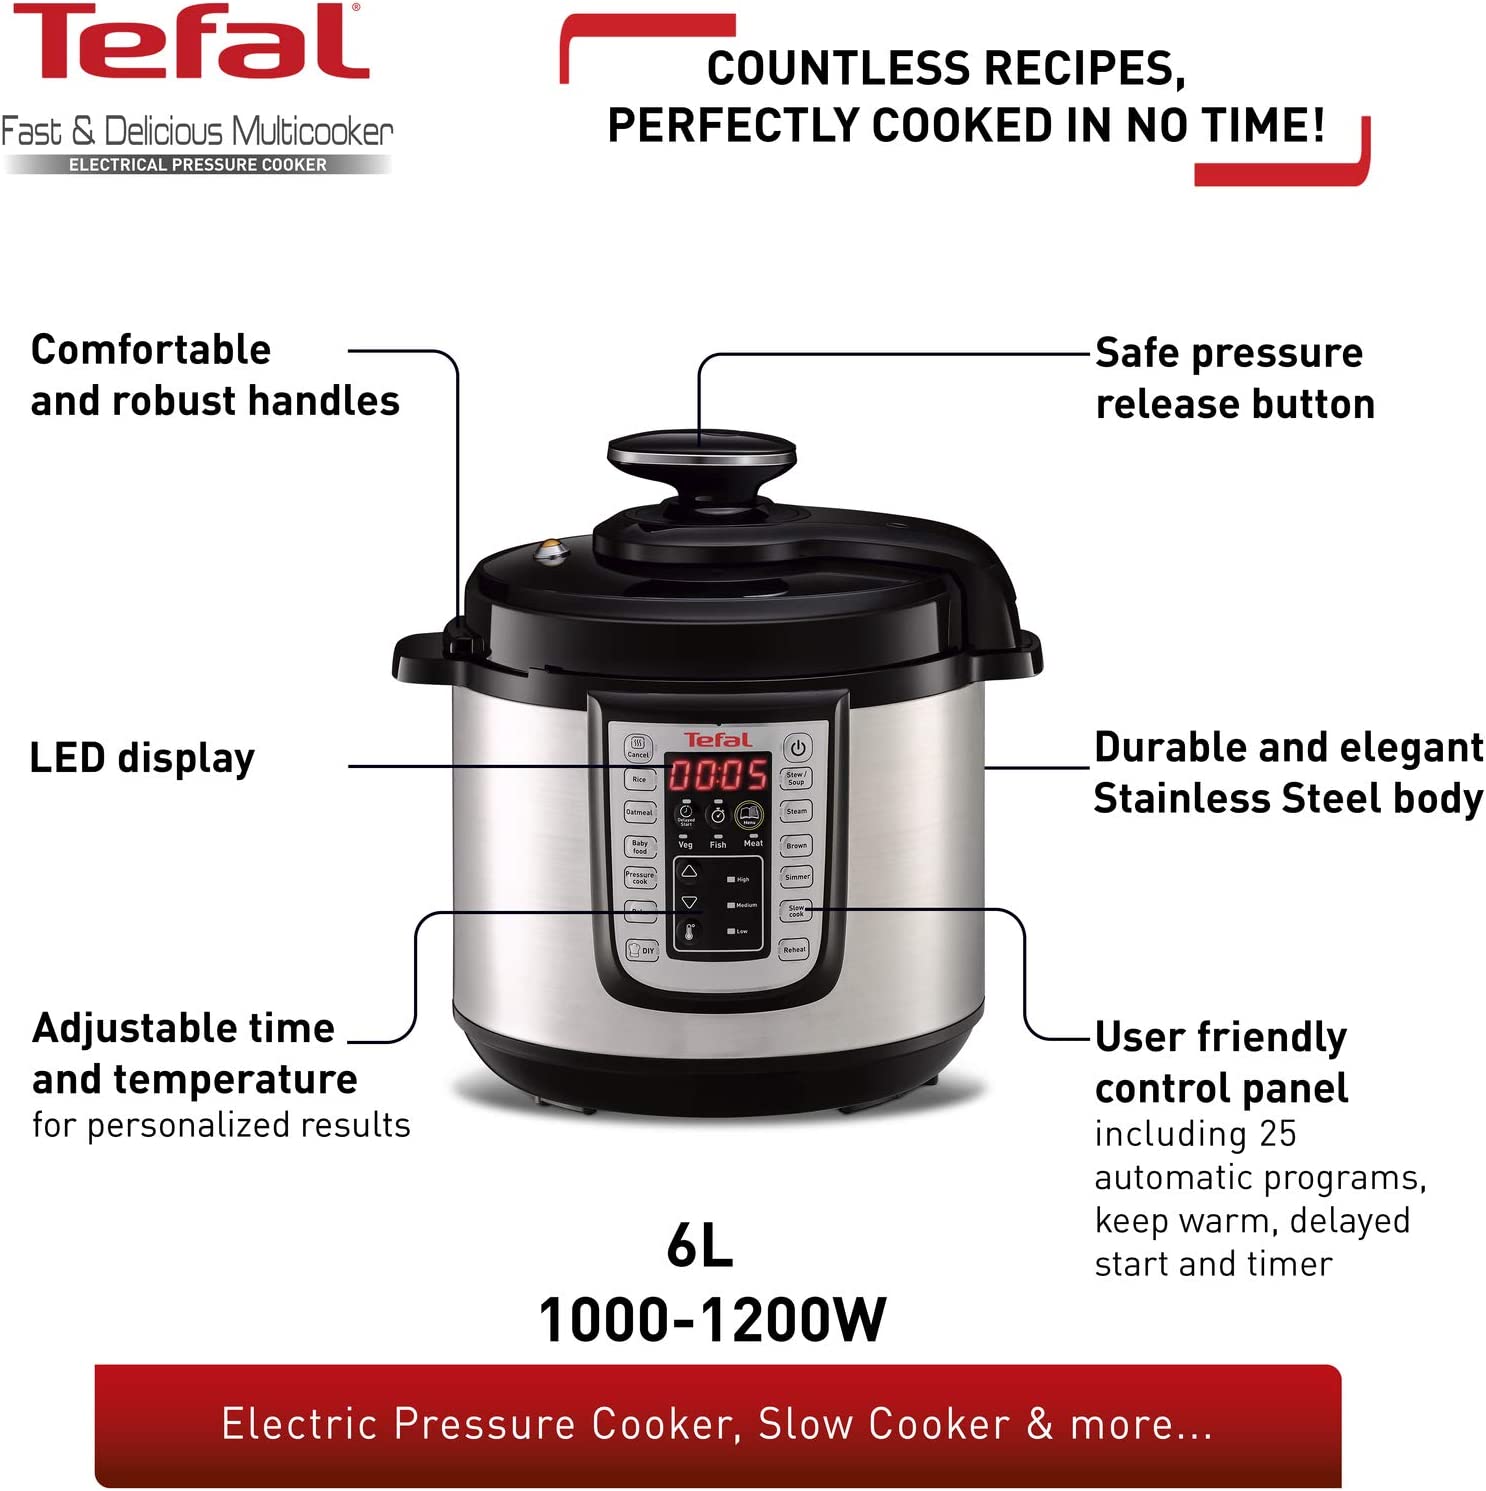 Tefal®
Fast & Delicious Multicooker
ELECTRICAL PRESSURE COOKER
COUNTLESS RECIPES,
PERFECTLY COOKED IN NO TIME!
Comfortable
and robust handles
Safe pressure
release button
LED display
Durable and elegant
Stainless Steel body
Tefal
00:05
Cancel
Rice
Oatmeal
Baby
food
Pressure
cook
DIY
Delayed
Start
Menu
Veg Fish Meat
High
Medium
Low
Stew /
Soup
Steam
Brown
Simmer
Slow
cook
Reheat
Adjustable time
and temperature
for personalized results
User friendly
control panel
including 25
automatic programs,
keep warm, delayed
start and timer
6L
1000-1200W
Electric Pressure Cooker, Slow Cooker & more...